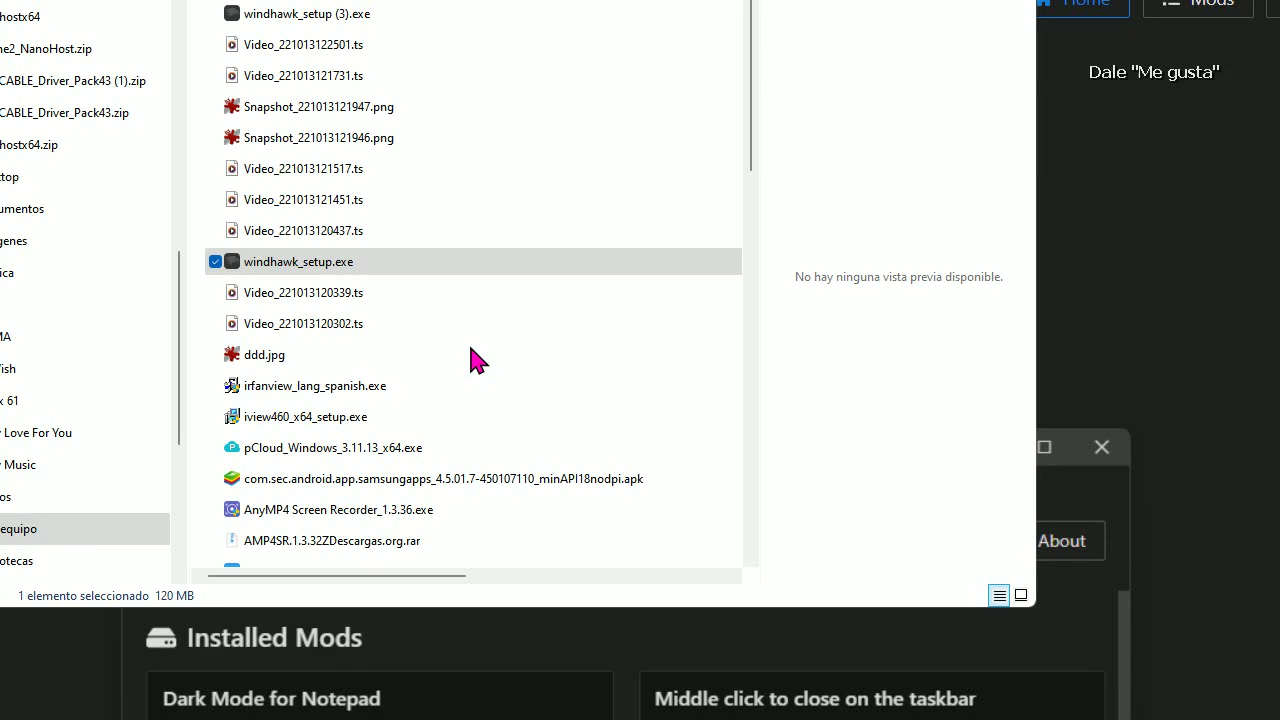 hostx64
ne2_NanoHost.zip
CABLE_Driver_Pack43 (1).zip
CABLE_Driver_Pack43.zip
hostx64.zip
top
umentos
genes
ica
MA
ish
x 61
Love For You
Music
os
equipo
otecas
windhawk_setup (3).exe
Video_221013122501.ts
Video_221013121731.ts
Snapshot_221013121947.png
Snapshot_221013121946.png
Video_221013121517.ts
Video_221013121451.ts
Video_221013120437.ts
windhawk_setup.exe
Video_221013120339.ts
Video_221013120302.ts
ddd.jpg
irfanview_lang_spanish.exe
iview460_x64_setup.exe
pCloud_Windows_3.11.13_x64.exe
com.sec.android.app.samsungapps_4.5.01.7-450107110_minAPI18nodpi.apk
AnyMP4 Screen Recorder_1.3.36.exe
AMP4SR.1.3.32ZDescargas.org.rar
No hay ninguna vista previa disponible.
1 elemento seleccionado 120 MB
Home
Mods
Dale "Me gusta"
About
Installed Mods
Dark Mode for Notepad
Middle click to close on the taskbar